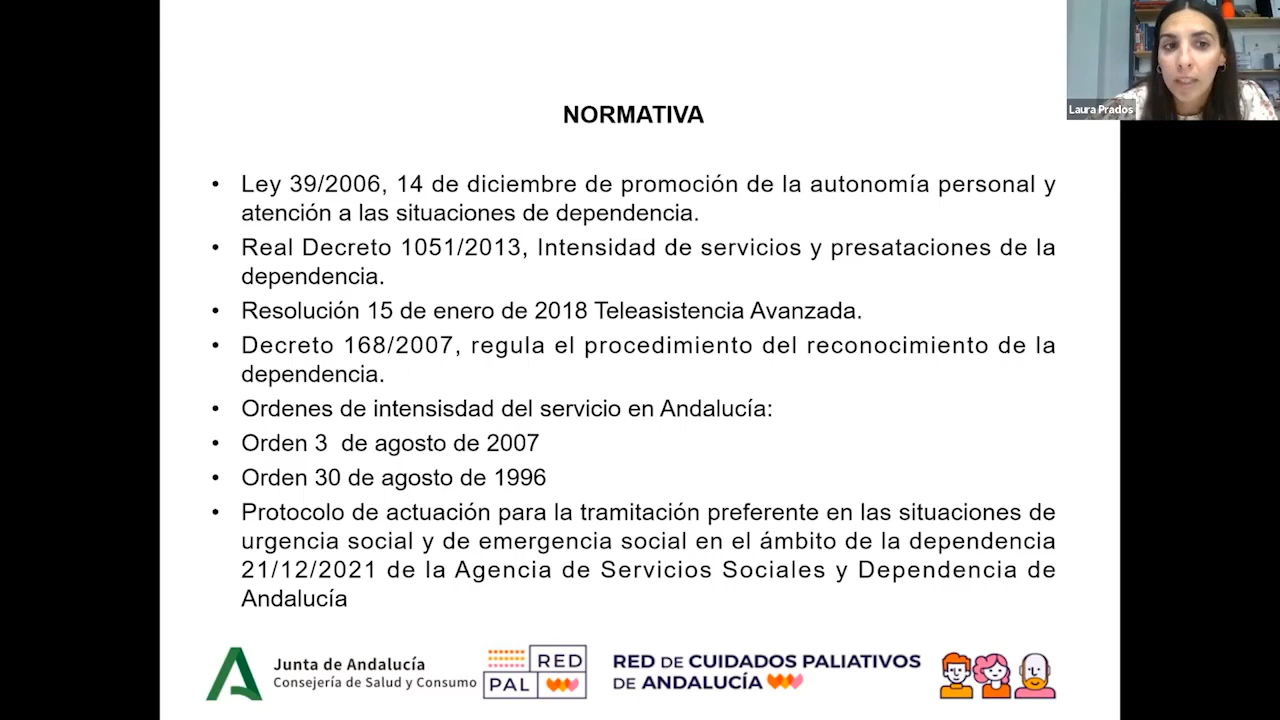 Laura Prados
NORMATIVA
• Ley 39/2006, 14 de diciembre de promoción de la autonomía personal y
atención a las situaciones de dependencia.
• Real Decreto 1051/2013, Intensidad de servicios y presataciones de la
dependencia.
• Resolución 15 de enero de 2018 Teleasistencia Avanzada.
• Decreto 168/2007, regula el procedimiento del reconocimiento de la
dependencia.
• Ordenes de intensisdad del servicio en Andalucía:
• Orden 3 de agosto de 2007
• Orden 30 de agosto de 1996
• Protocolo de actuación para la tramitación preferente en las situaciones de
urgencia social y de emergencia social en el ámbito de la dependencia
21/12/2021 de la Agencia de Servicios Sociales y Dependencia de
Andalucía
Junta de Andalucía
Consejería de Salud y Consumo
RED
PAL
RED DE CUIDADOS PALIATIVOS
DE ANDALUCÍA